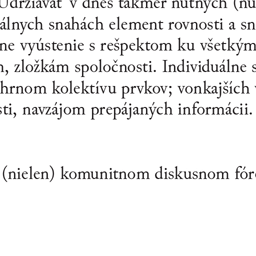 Udržiavať v dnes takmer nutných (nu
álnych snahách element rovnosti a sn
ne vyústenie s rešpektom ku všetkým
, zložkám spoločnosti. Individuálne s
hrnom kolektívu prvkov; vonkajších
sti, navzájom prepájaných informácii.
(nielen) komunitnom diskusnom fór